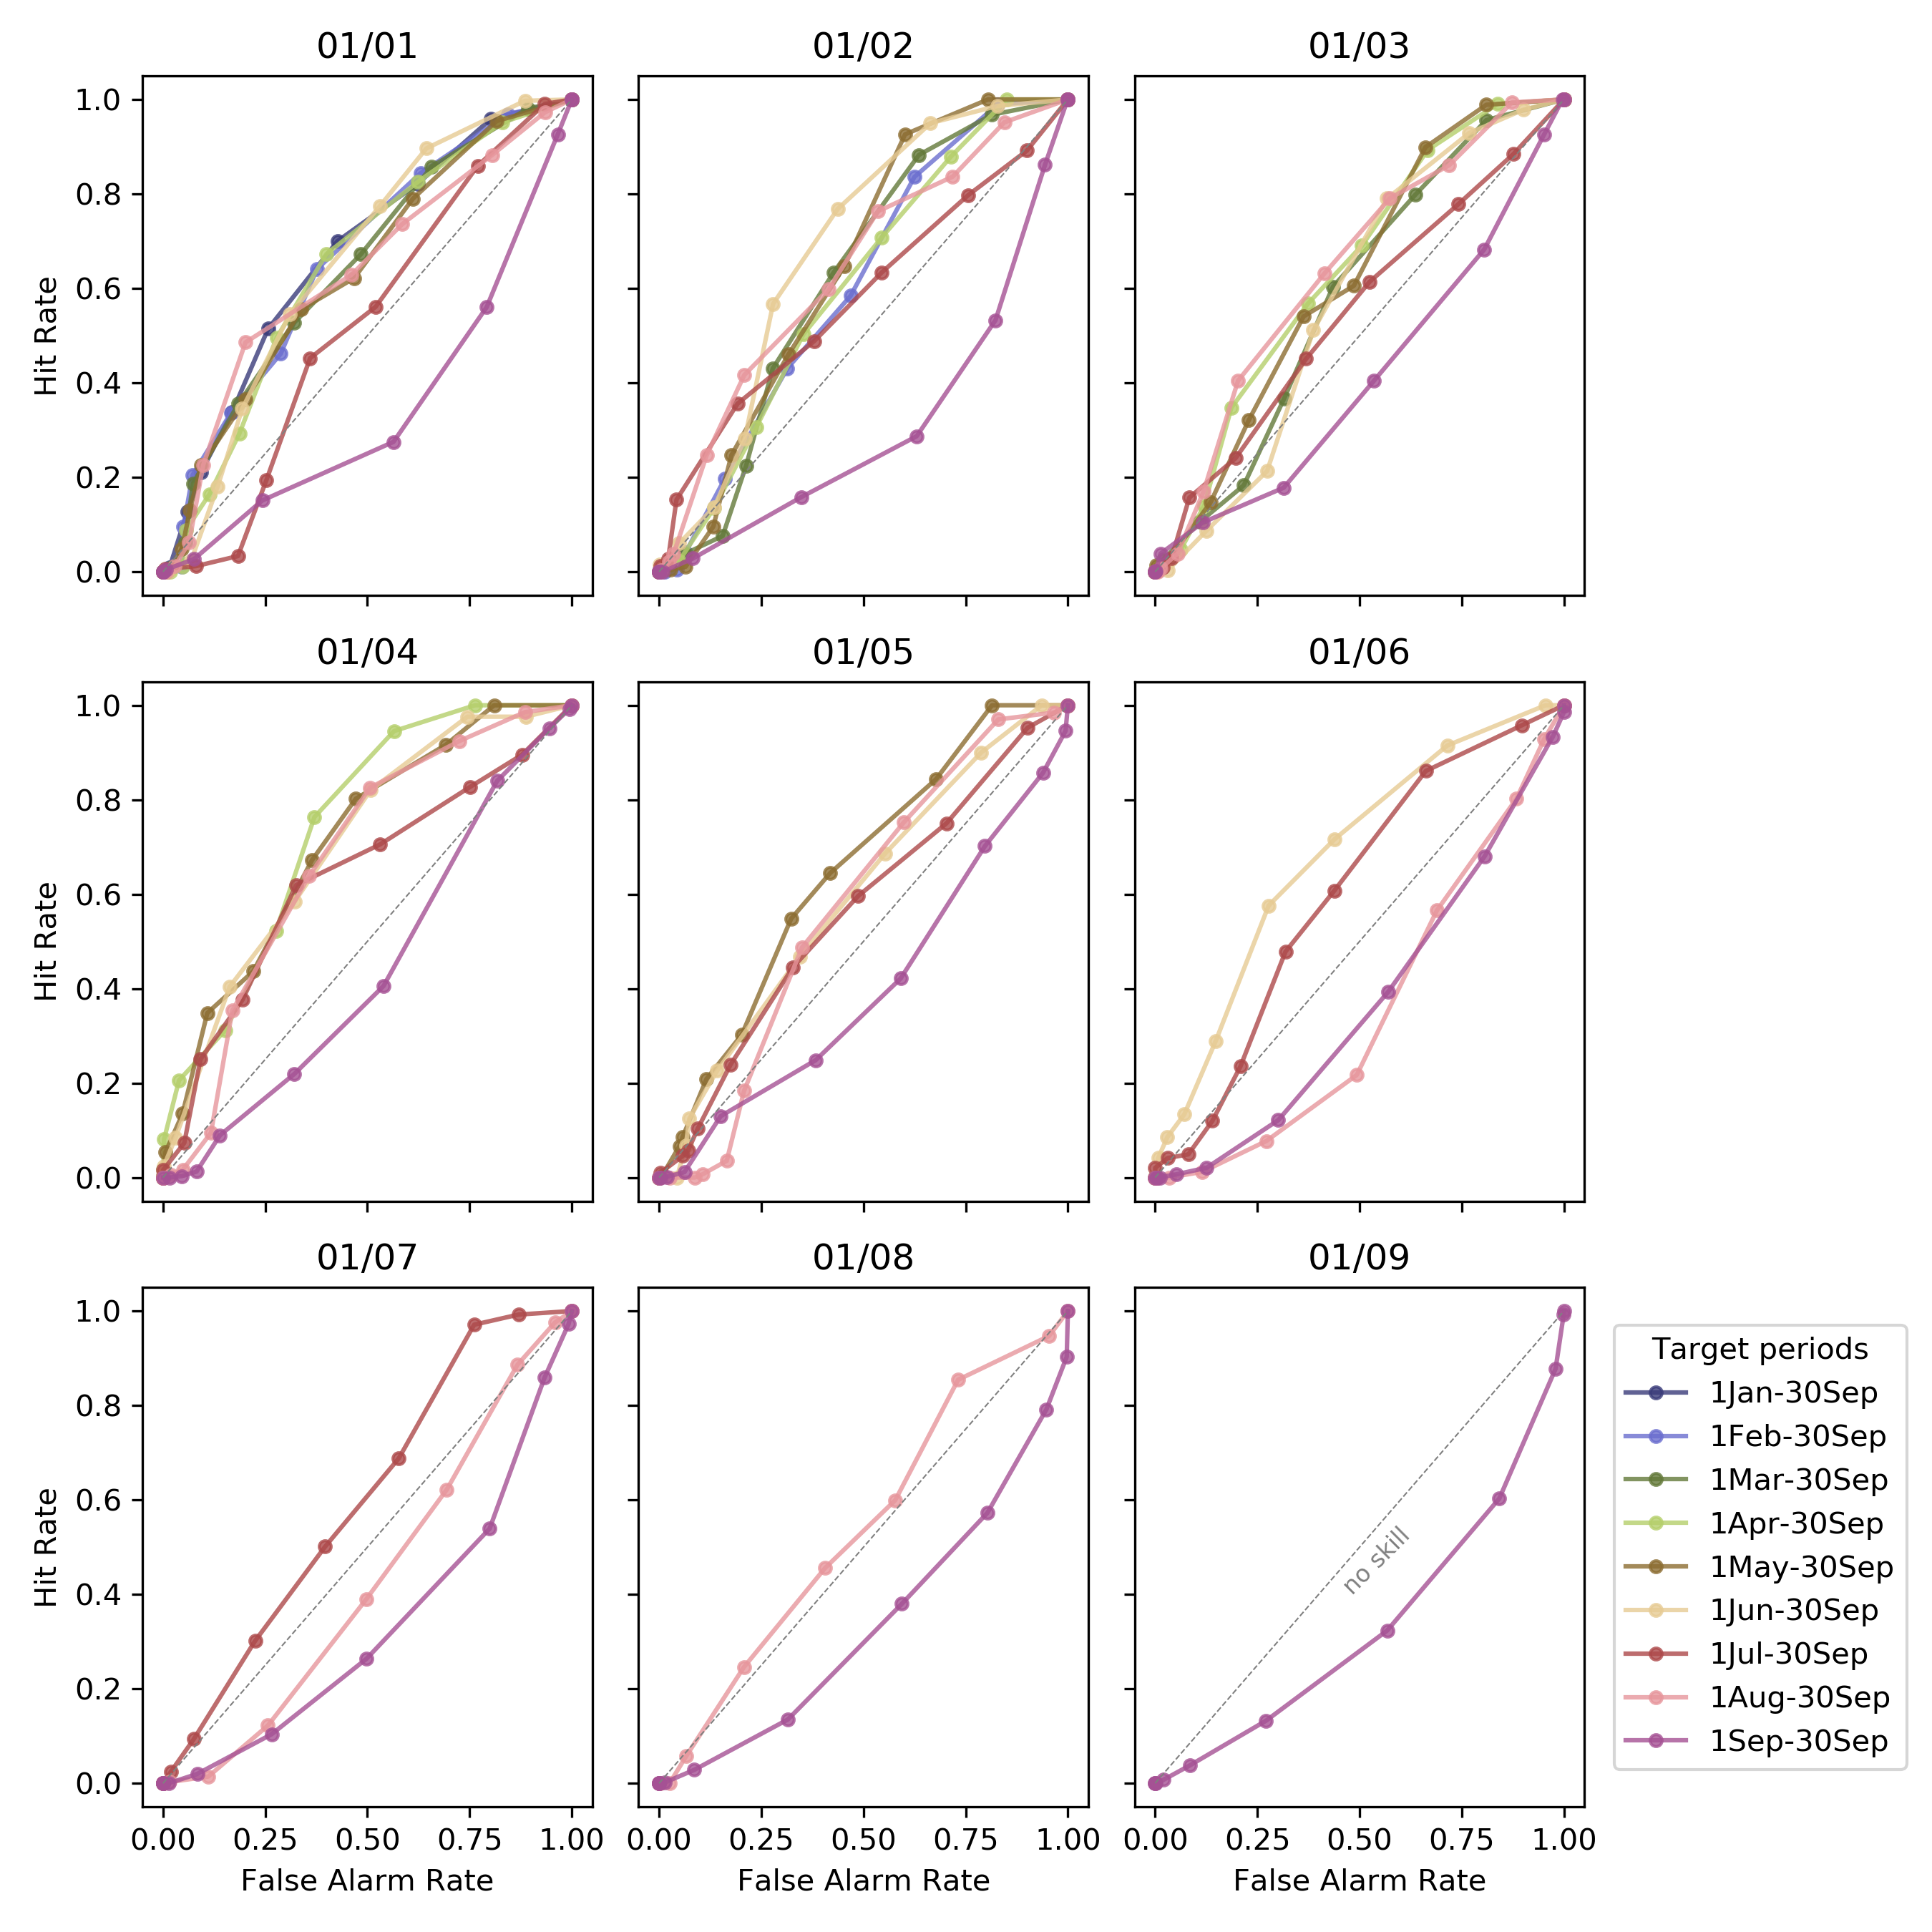 01/01
01/02
01/03
1.0
0.8
0.6
0.4
0.2
0.0
Hit Rate
01/04
01/05
01/06
1.0
0.8
0.6
0.4
0.2
0.0
Hit Rate
01/07
01/08
01/09
1.0
0.8
0.6
0.4
0.2
0.0
Hit Rate
no skill
0.00 0.25 0.50 0.75 1.00
0.00 0.25 0.50 0.75 1.00
0.00 0.25 0.50 0.75 1.00
False Alarm Rate
False Alarm Rate
False Alarm Rate
Target periods
1Jan-30Sep
1Feb-30Sep
1Mar-30Sep
1Apr-30Sep
1May-30Sep
1Jun-30Sep
1Jul-30Sep
1Aug-30Sep
1Sep-30Sep